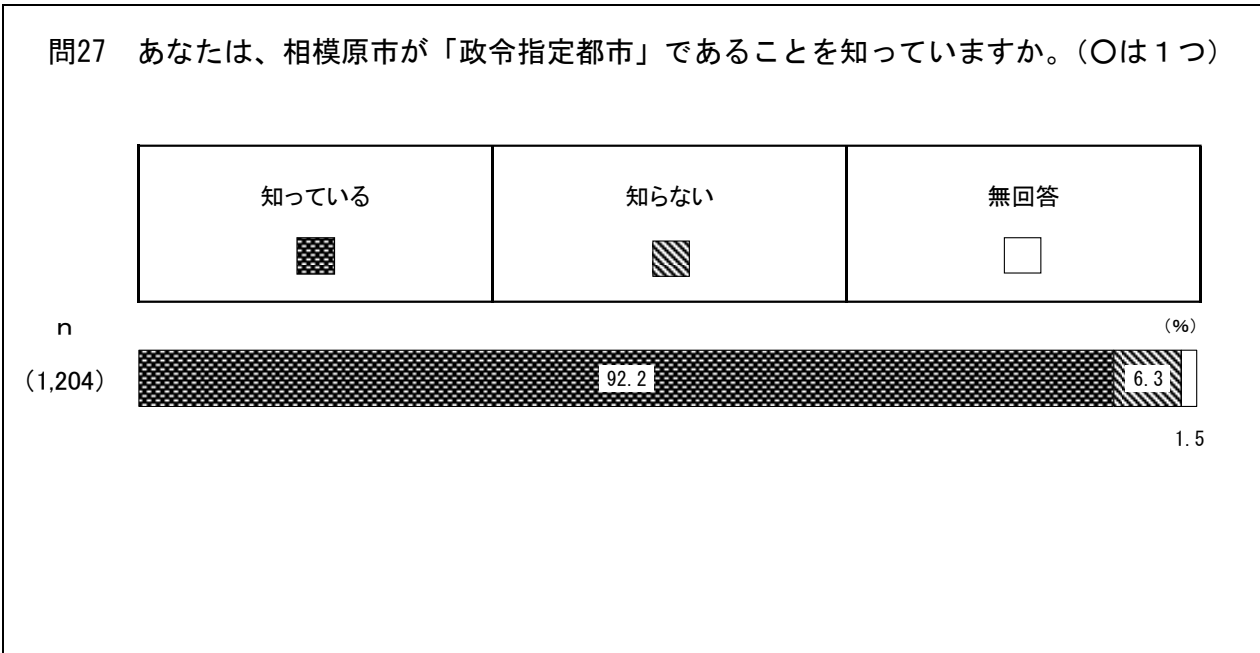 問27　あなたは、相模原市が「政令指定都市」であることを知っていますか。（〇は１つ）
知っている　知らない　無回答
ｎ　（％）
（1,204）　92.2　6.3
1.5